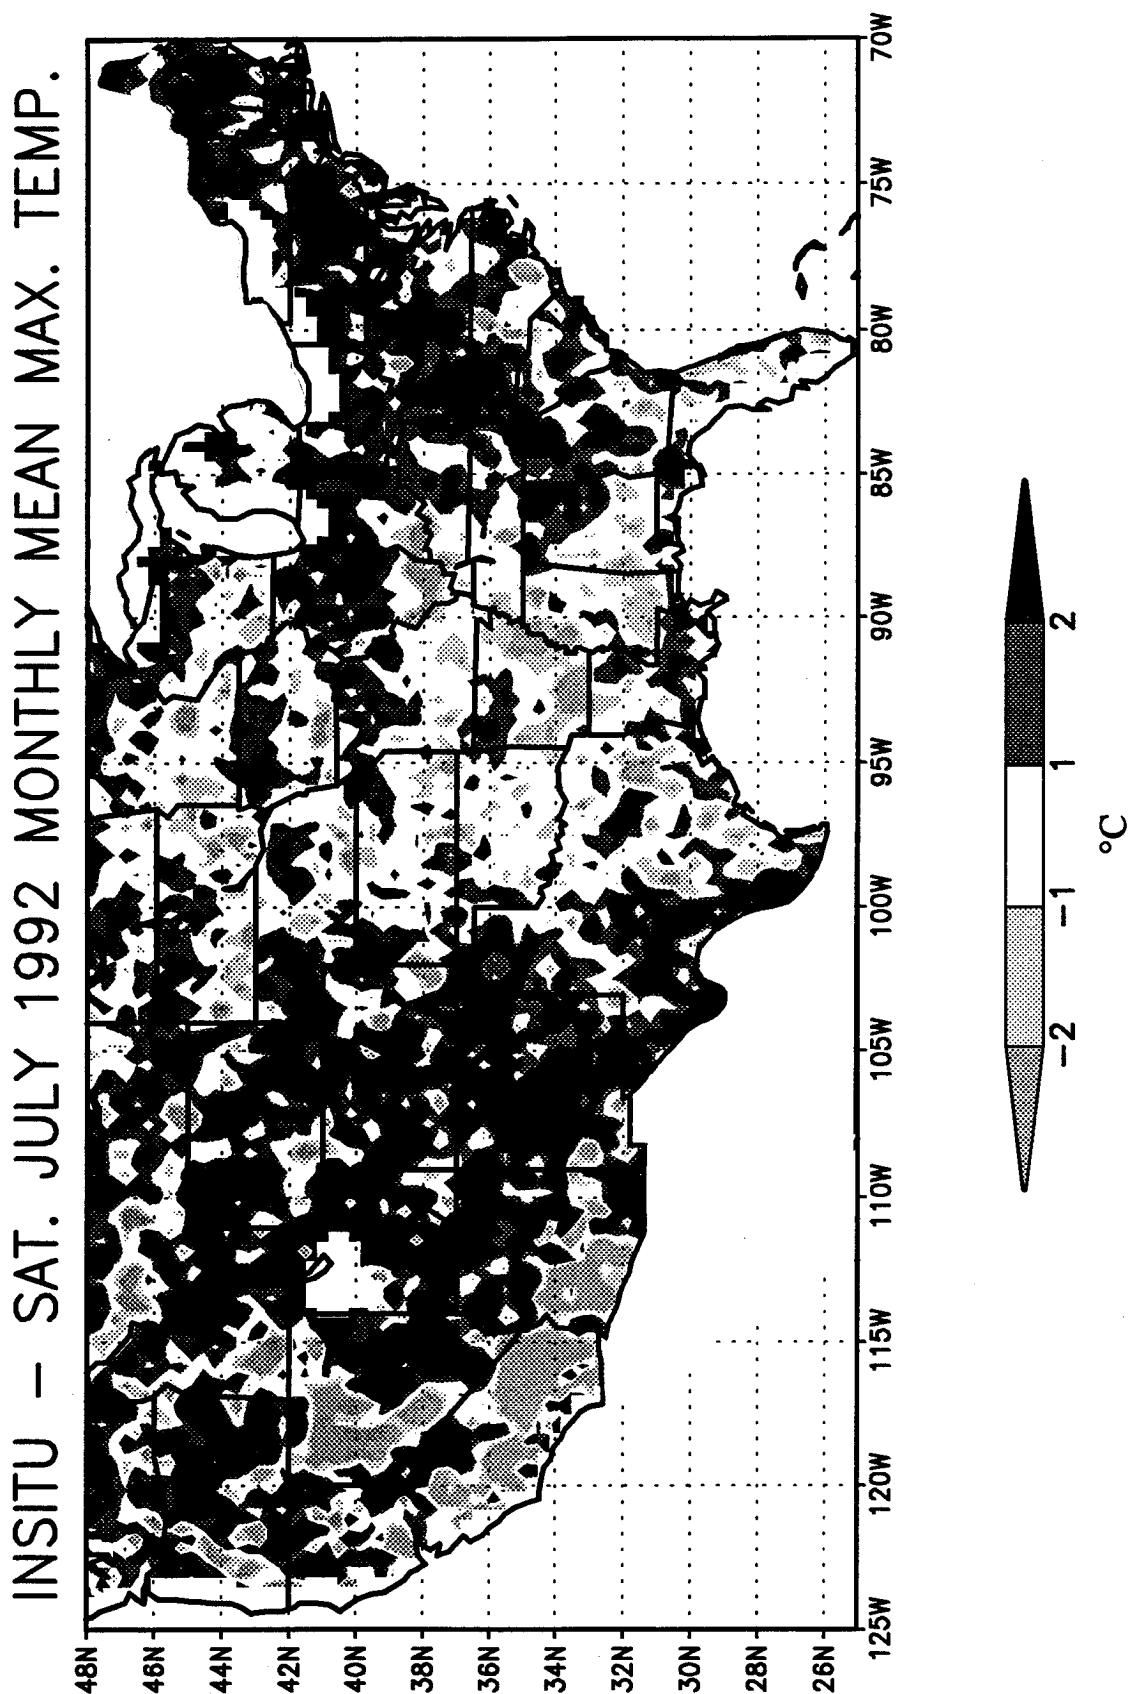 INSITU – SAT. JULY 1992 MONTHLY MEAN MAX. TEMP.
48N
46N
44N
42N
40N
38N
36N
34N
32N
30N
28N
26N
125W 120W 115W 110W 105W 100W 95W 90W 85W 80W 75W 70W
–2 –1 1 2
°C